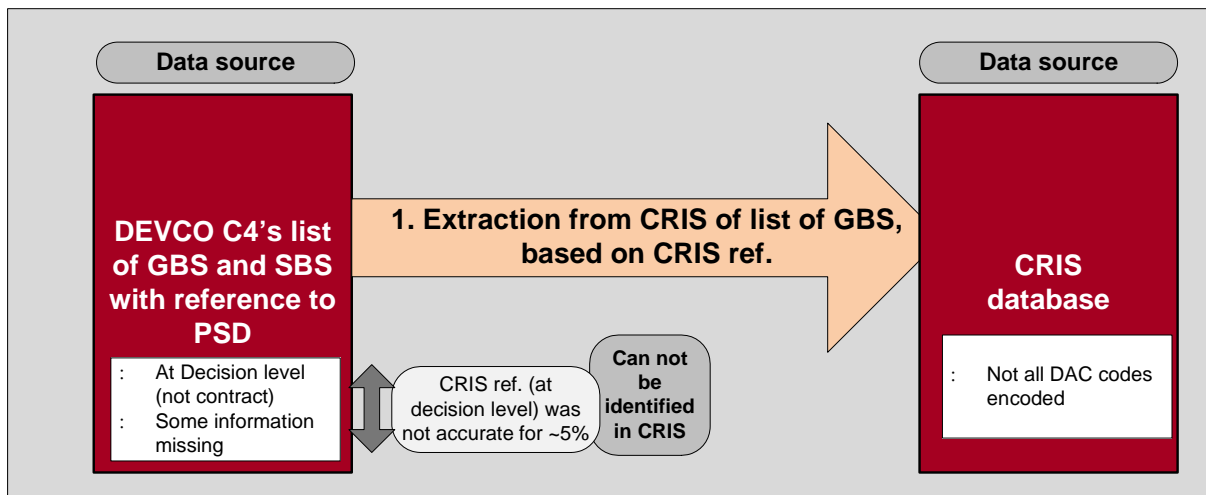 Data source
DEVCO C4’s list
of GBS and SBS
with reference to
PSD
: At Decision level
(not contract)
: Some information
missing
1. Extraction from CRIS of list of GBS,
based on CRIS ref.
CRIS ref. (at
decision level) was
not accurate for ~5%
Can not
be
identified
in CRIS
Data source
CRIS
database
: Not all DAC codes
encoded